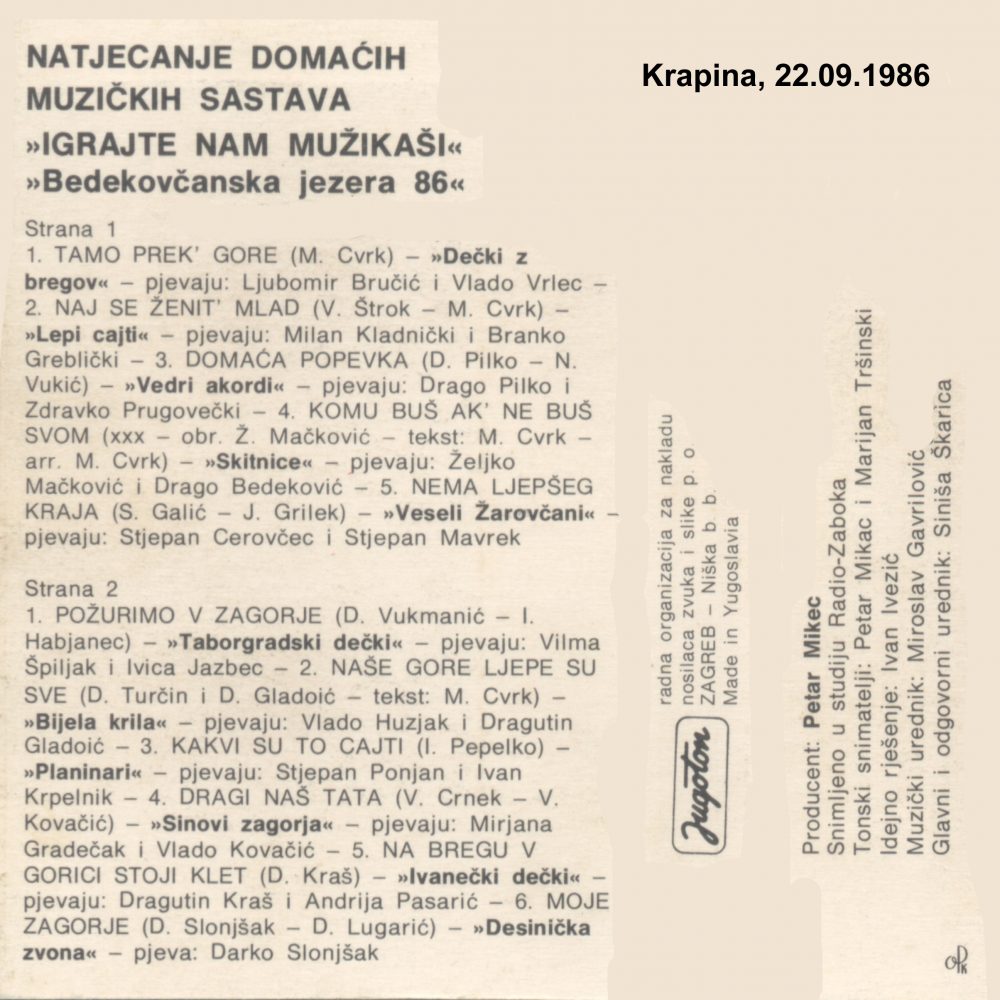 NATJECANJE DOMAĆIH
MUZIČKIH SASTAVA
»IGRAJTE NAM MUŽIKAŠI«
»Bedekovčanska jezera 86«
Krapina, 22.09.1986
Strana 1
1. TAMO PREK’ GORE (M. Cvrk) – »Dečki z
bregov« – pjevaju: Ljubomir Bručić i Vlado Vrlec –
2. NAJ SE ŽENIT’ MLAD (V. Štrok – M. Cvrk) –
»Lepi cajti« – pjevaju: Milan Kladnički i Branko
Greblički – 3. DOMAĆA POPEVKA (D. Pilko – N.
Vukić) – »Vedri akordi« – pjevaju: Drago Pilko i
Zdravko Prugovečki – 4. KOMU BUŠ AK’ NE BUŠ
SVOM (xxx – obr. Ž. Mačković – tekst: M. Cvrk –
arr. M. Cvrk) – »Skitnice« – pjevaju: Željko
Mačković i Drago Bedeković – 5. NEMA LJEPŠEG
KRAJA (S. Galić – J. Grilek) – »Veseli Žarovčani« –
pjevaju: Stjepan Cerovčec i Stjepan Mavrek
Strana 2
1. POŽURIMO V ZAGORJE (D. Vukmanić – I.
Habjanec) – »Taborgradski dečki« – pjevaju: Vilma
Špiljak i Ivica Jazbec – 2. NAŠE GORE LJEPE SU
SVE (D. Turčin i D. Gladoić – tekst: M. Cvrk) –
»Bijela krila« – pjevaju: Vlado Huzjak i Dragutin
Gladoić – 3. KAKVI SU TO CAJTI (I. Pepelko) –
»Planinari« – pjevaju: Stjepan Ponjan i Ivan
Krpelnik – 4. DRAGI NAŠ TATA (V. Crnek – V.
Kovačić) – »Sinovi zagorja« – pjevaju: Mirjana
Gradečak i Vlado Kovačić – 5. NA BREGU V
GORICI STOJI KLET (D. Kraš) – »Ivanečki dečki« –
pjevaju: Dragutin Kraš i Andrija Pasarić – 6. MOJE
ZAGORJE (D. Slonjšak – D. Lugarić) – »Desinička
zvona« – pjeva: Darko Slonjšak
Jugoton
radna organizacija za nakladu
nosilaca zvuka i slike p. o.
ZAGREB – Niška b. b.
Made in Yugoslavia
Producent: Petar Mikec
Snimljeno u studiju Radio-Zaboka
Tonski snimatelji: Petar Mikac i Marijan Tršinski
Idejno rješenje: Ivan Ivezić
Muzički urednik: Miroslav Gavrilović
Glavni i odgovorni urednik: Siniša Škarica